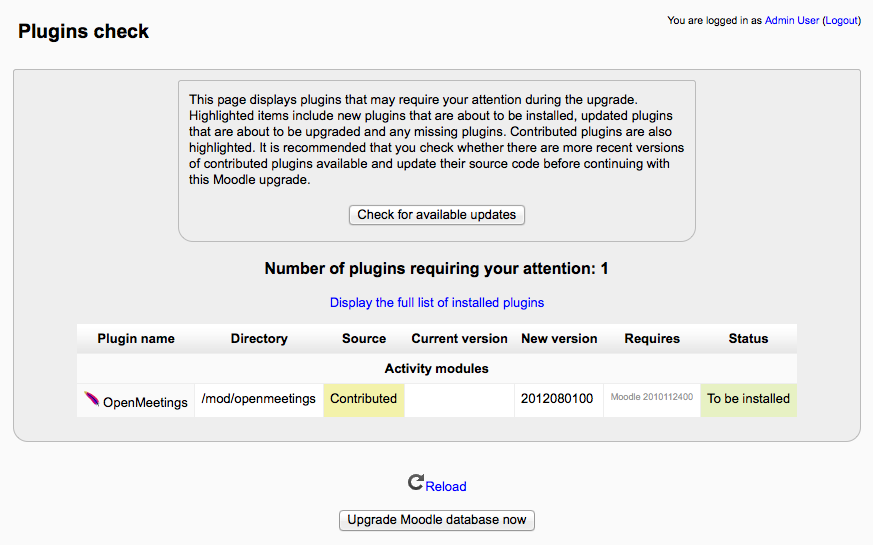 Plugins check
You are logged in as Admin User (Logout)
This page displays plugins that may require your attention during the upgrade.
Highlighted items include new plugins that are about to be installed, updated plugins
that are about to be upgraded and any missing plugins. Contributed plugins are also
highlighted. It is recommended that you check whether there are more recent versions
of contributed plugins available and update their source code before continuing with
this Moodle upgrade.
Check for available updates
Number of plugins requiring your attention: 1
Display the full list of installed plugins
Plugin name Directory Source Current version New version Requires Status
Activity modules
OpenMeetings /mod/openmeetings Contributed 2012080100 Moodle 2010112400 To be installed
Reload
Upgrade Moodle database now